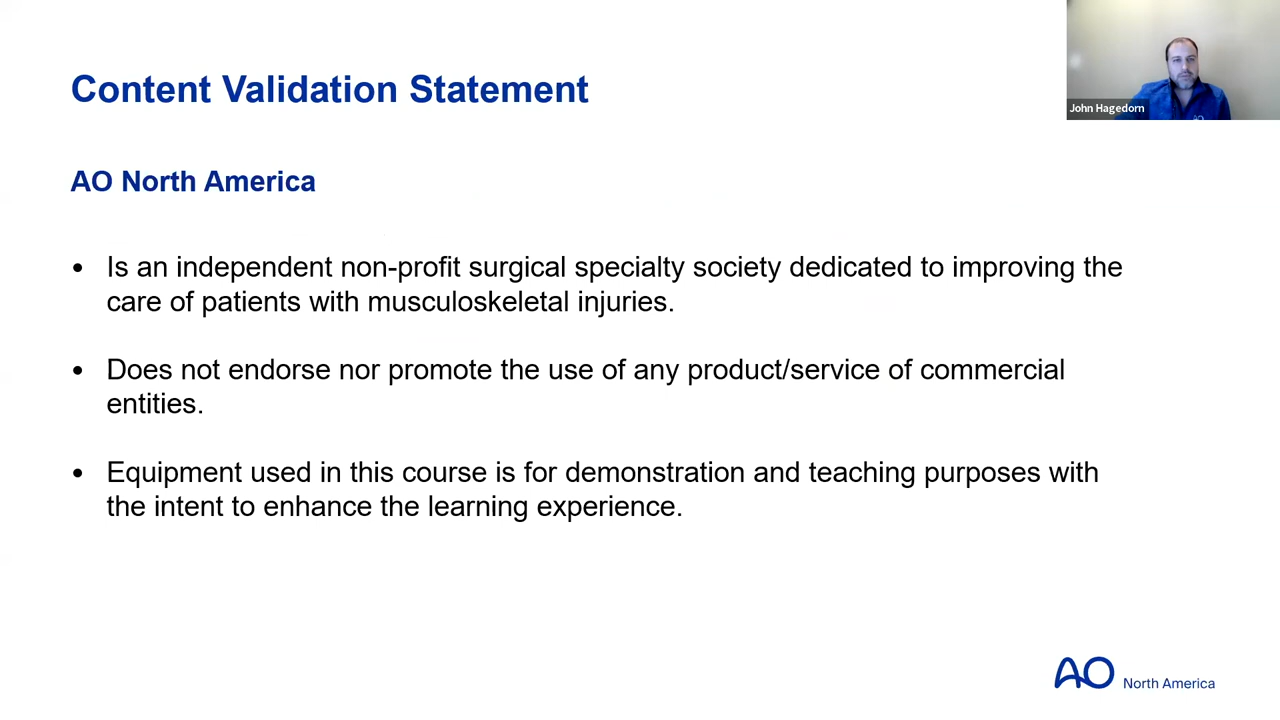 Content Validation Statement
John Hagedorn
AO North America
• Is an independent non-profit surgical specialty society dedicated to improving the
care of patients with musculoskeletal injuries.
• Does not endorse nor promote the use of any product/service of commercial
entities.
• Equipment used in this course is for demonstration and teaching purposes with
the intent to enhance the learning experience.
AO North America